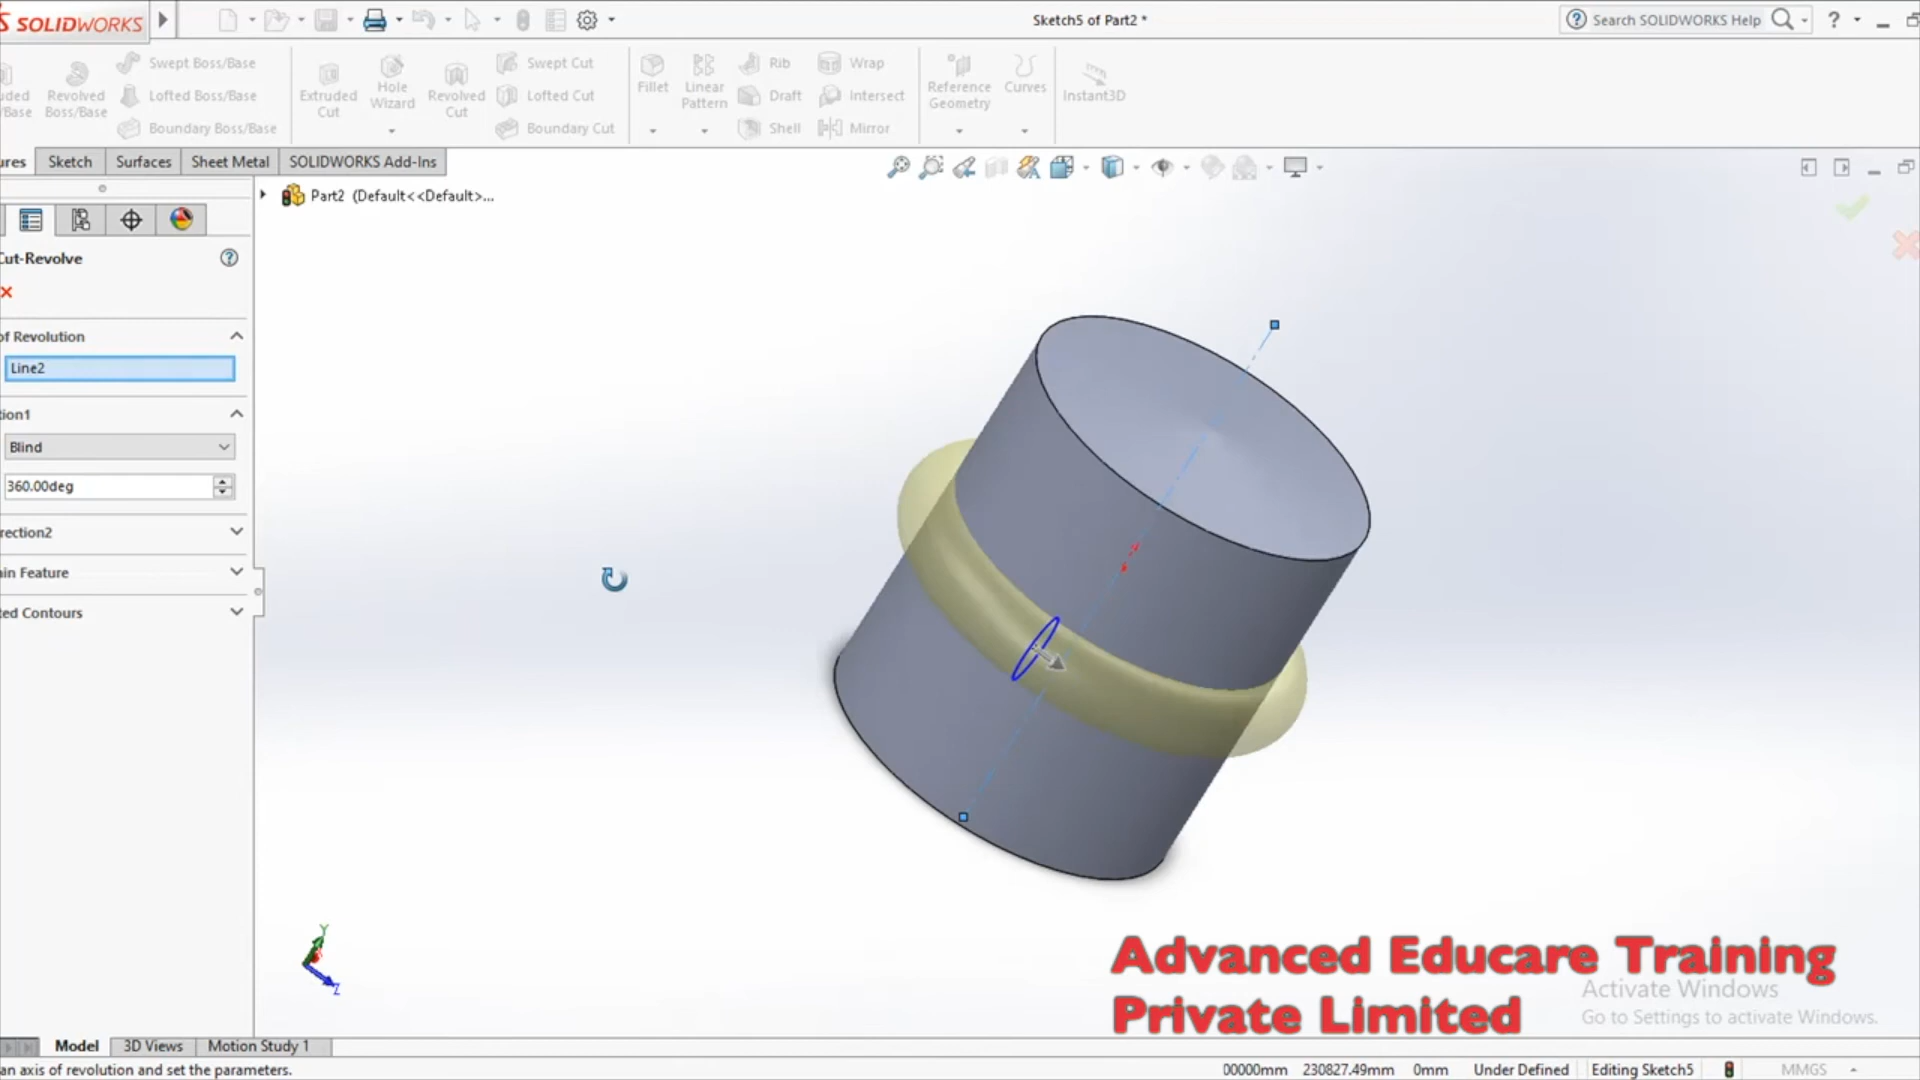 SOLIDWORKS
Sketch5 of Part2 *
Search SOLIDWORKS Help
?
Swept Boss/Base
Lofted Boss/Base
Boundary Boss/Base
uded
/Base
Revolved
Boss/Base
Extruded
Cut
Hole
Wizard
Revolved
Cut
Swept Cut
Lofted Cut
Boundary Cut
Fillet
Linear
Pattern
Rib
Draft
Shell
Wrap
Intersect
Mirror
Reference
Geometry
Curves
Instant3D
ures
Sketch
Surfaces
Sheet Metal
SOLIDWORKS Add-Ins
Part2 (Default<<Default>...
Cut-Revolve
?
of Revolution
Line2
tion1
Blind
360.00deg
rection2
in Feature
ted Contours
Y
Z
Advanced Educare Training
Private Limited
Activate Windows
Go to Settings to activate Windows.
Model
3D Views
Motion Study 1
an axis of revolution and set the parameters.
00000mm
230827.49mm
0mm
Under Defined
Editing Sketch5
MMGS